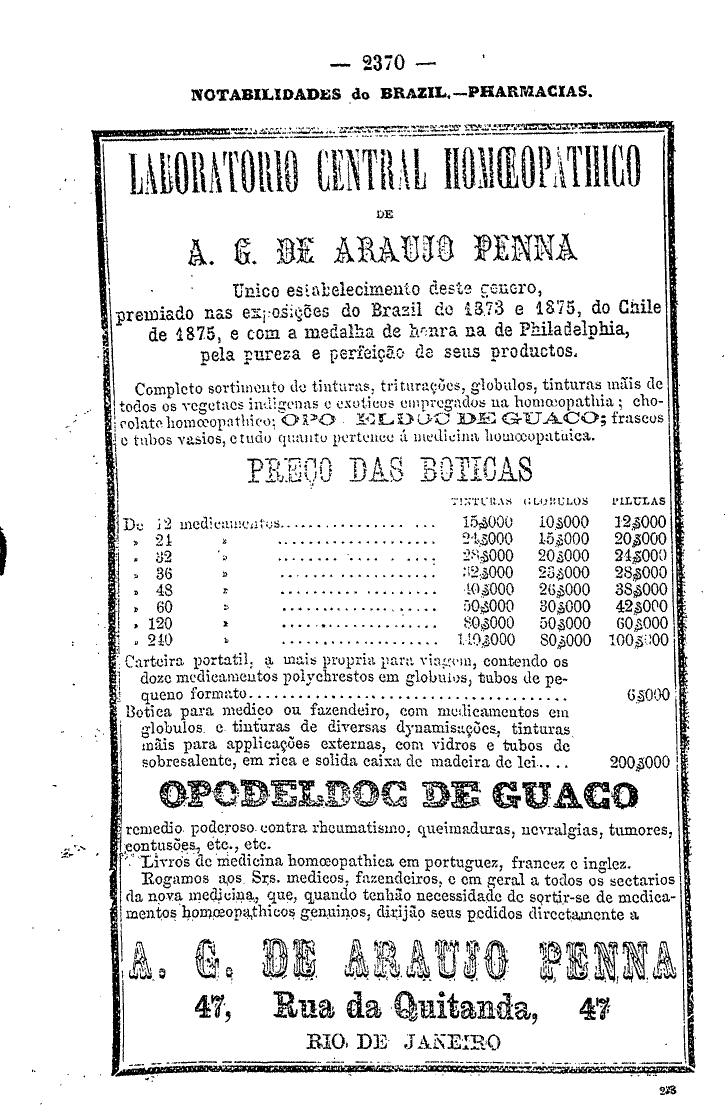 — 2370 —
NOTABILIDADES do BRAZIL.—PHARMACIAS.
LABORATORIO CENTRAL HOMŒOPATHICO
DE
A. G. DE ARAUJO PENNA
Unico estabelecimento deste genero,
premiado nas exposições do Brazil de 1873 e 1875, do Chile
de 1875, e com a medalha de honra na de Philadelphia,
pela pureza e perfeição de seus productos.
Completo sortimento de tinturas, triturações, globulos, tinturas mãis de
todos os vegetaes indigenas e exoticos empregados na homœopathia; cho-
colate homœopathico; OPODELDOC DE GUACO; frascos
e tubos vasios, e tudo quanto pertence á medicina homœopathica.
PREÇO DAS BOTICAS
TINTURAS GLOBULOS PILULAS
De 12 medicamentos.................. 15$000 10$000 12$000
» 24 » .................... 24$000 15$000 20$000
» 32 » .................... 28$000 20$000 24$000
» 36 » .................... 32$000 23$000 28$000
» 48 » .................... 40$000 26$000 38$000
» 60 » .................... 50$000 30$000 42$000
» 120 » .................... 80$000 50$000 60$000
» 240 » .................... 140$000 80$000 100$000
Carteira portatil, a mais propria para viagem, contendo os
doze medicamentos polychrestos em globulos, tubos de pe-
queno formato....................................... 6$000
Botica para medico ou fazendeiro, com medicamentos em
globulos e tinturas de diversas dynamisações, tinturas
mãis para applicações externas, com vidros e tubos de
sobresalente, em rica e solida caixa de madeira de lei..... 200$000
OPODELDOC DE GUACO
remedio poderoso contra rheumatismo, queimaduras, nevralgias, tumores,
contusões, etc., etc.
Livros de medicina homœopathica em portuguez, francez e inglez.
Rogamos aos Srs. medicos, fazendeiros, e em geral a todos os sectarios
da nova medicina, que, quando tenhão necessidade de sortir-se de medica-
mentos homœopathicos genuinos, dirijão seus pedidos directamente a
A. G. DE ARAUJO PENNA
47, Rua da Quitanda, 47
RIO DE JANEIRO